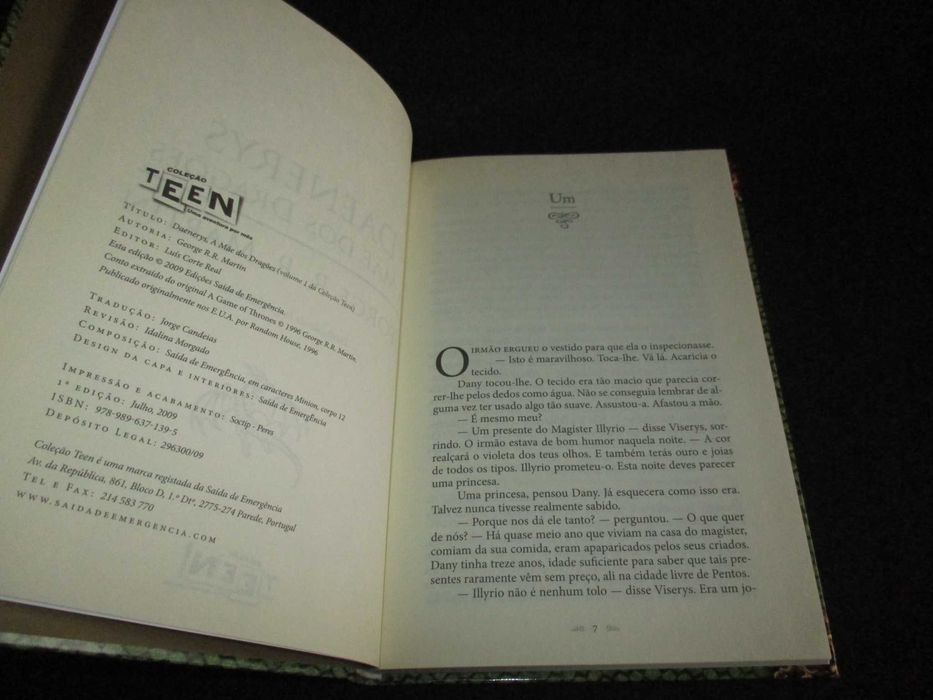 COLEÇÃO
TEEN
Uma aventura por mês
TÍTULO: Daenerys, A Mãe dos Dragões (volume 1 da Coleção Teen)
AUTORIA: George R.R. Martin
EDITOR: Luís Corte Real
Esta edição © 2009 Edições Saída de Emergência.
Conto extraído do original A Game of Thrones © 1996 George R.R. Martin.
Publicado originalmente nos E.U.A. por Random House, 1996
TRADUÇÃO: Jorge Candeias
REVISÃO: Idalina Morgado
COMPOSIÇÃO: Saída de Emergência, em caracteres Minion, corpo 12
DESIGN DA CAPA E INTERIORES: Saída de Emergência
IMPRESSÃO E ACABAMENTO: Soctip - Peres
1ª EDIÇÃO: Julho, 2009
ISBN: 978-989-637-139-5
DEPÓSITO LEGAL: 296300/09
Coleção Teen é uma marca registada da Saída de Emergência
Av. da República, 861, Bloco D, 1.º Dtº, 2775-274 Parede, Portugal
TEL E FAX: 214 583 770
WWW.SAIDADEEMERGENCIA.COM
Um
O IRMÃO ERGUEU o vestido para que ela o inspecionasse.
— Isto é maravilhoso. Toca-lhe. Vá lá. Acaricia o
tecido.
Dany tocou-lhe. O tecido era tão macio que parecia cor-
rer-lhe pelos dedos como água. Não se conseguia lembrar de al-
guma vez ter usado algo tão suave. Assustou-a. Afastou a mão.
— É mesmo meu?
— Um presente do Magíster Illyrio — disse Viserys, sor-
rindo. O irmão estava de bom humor naquela noite. — A cor
realçará o violeta dos teus olhos. E também terás ouro e joias
de todos os tipos. Illyrio prometeu-o. Esta noite deves parecer
uma princesa.
Uma princesa, pensou Dany. Já esquecera como isso era.
Talvez nunca tivesse realmente sabido.
— Porque nos dá ele tanto? — perguntou. — O que quer
de nós? — Há quase meio ano que viviam na casa do magíster,
comiam da sua comida, eram apaparicados pelos seus criados.
Dany tinha treze anos, idade suficiente para saber que tais pre-
sentes raramente vêm sem preço, ali na cidade livre de Pentos.
— Illyrio não é nenhum tolo — disse Viserys. Era um jo-
7